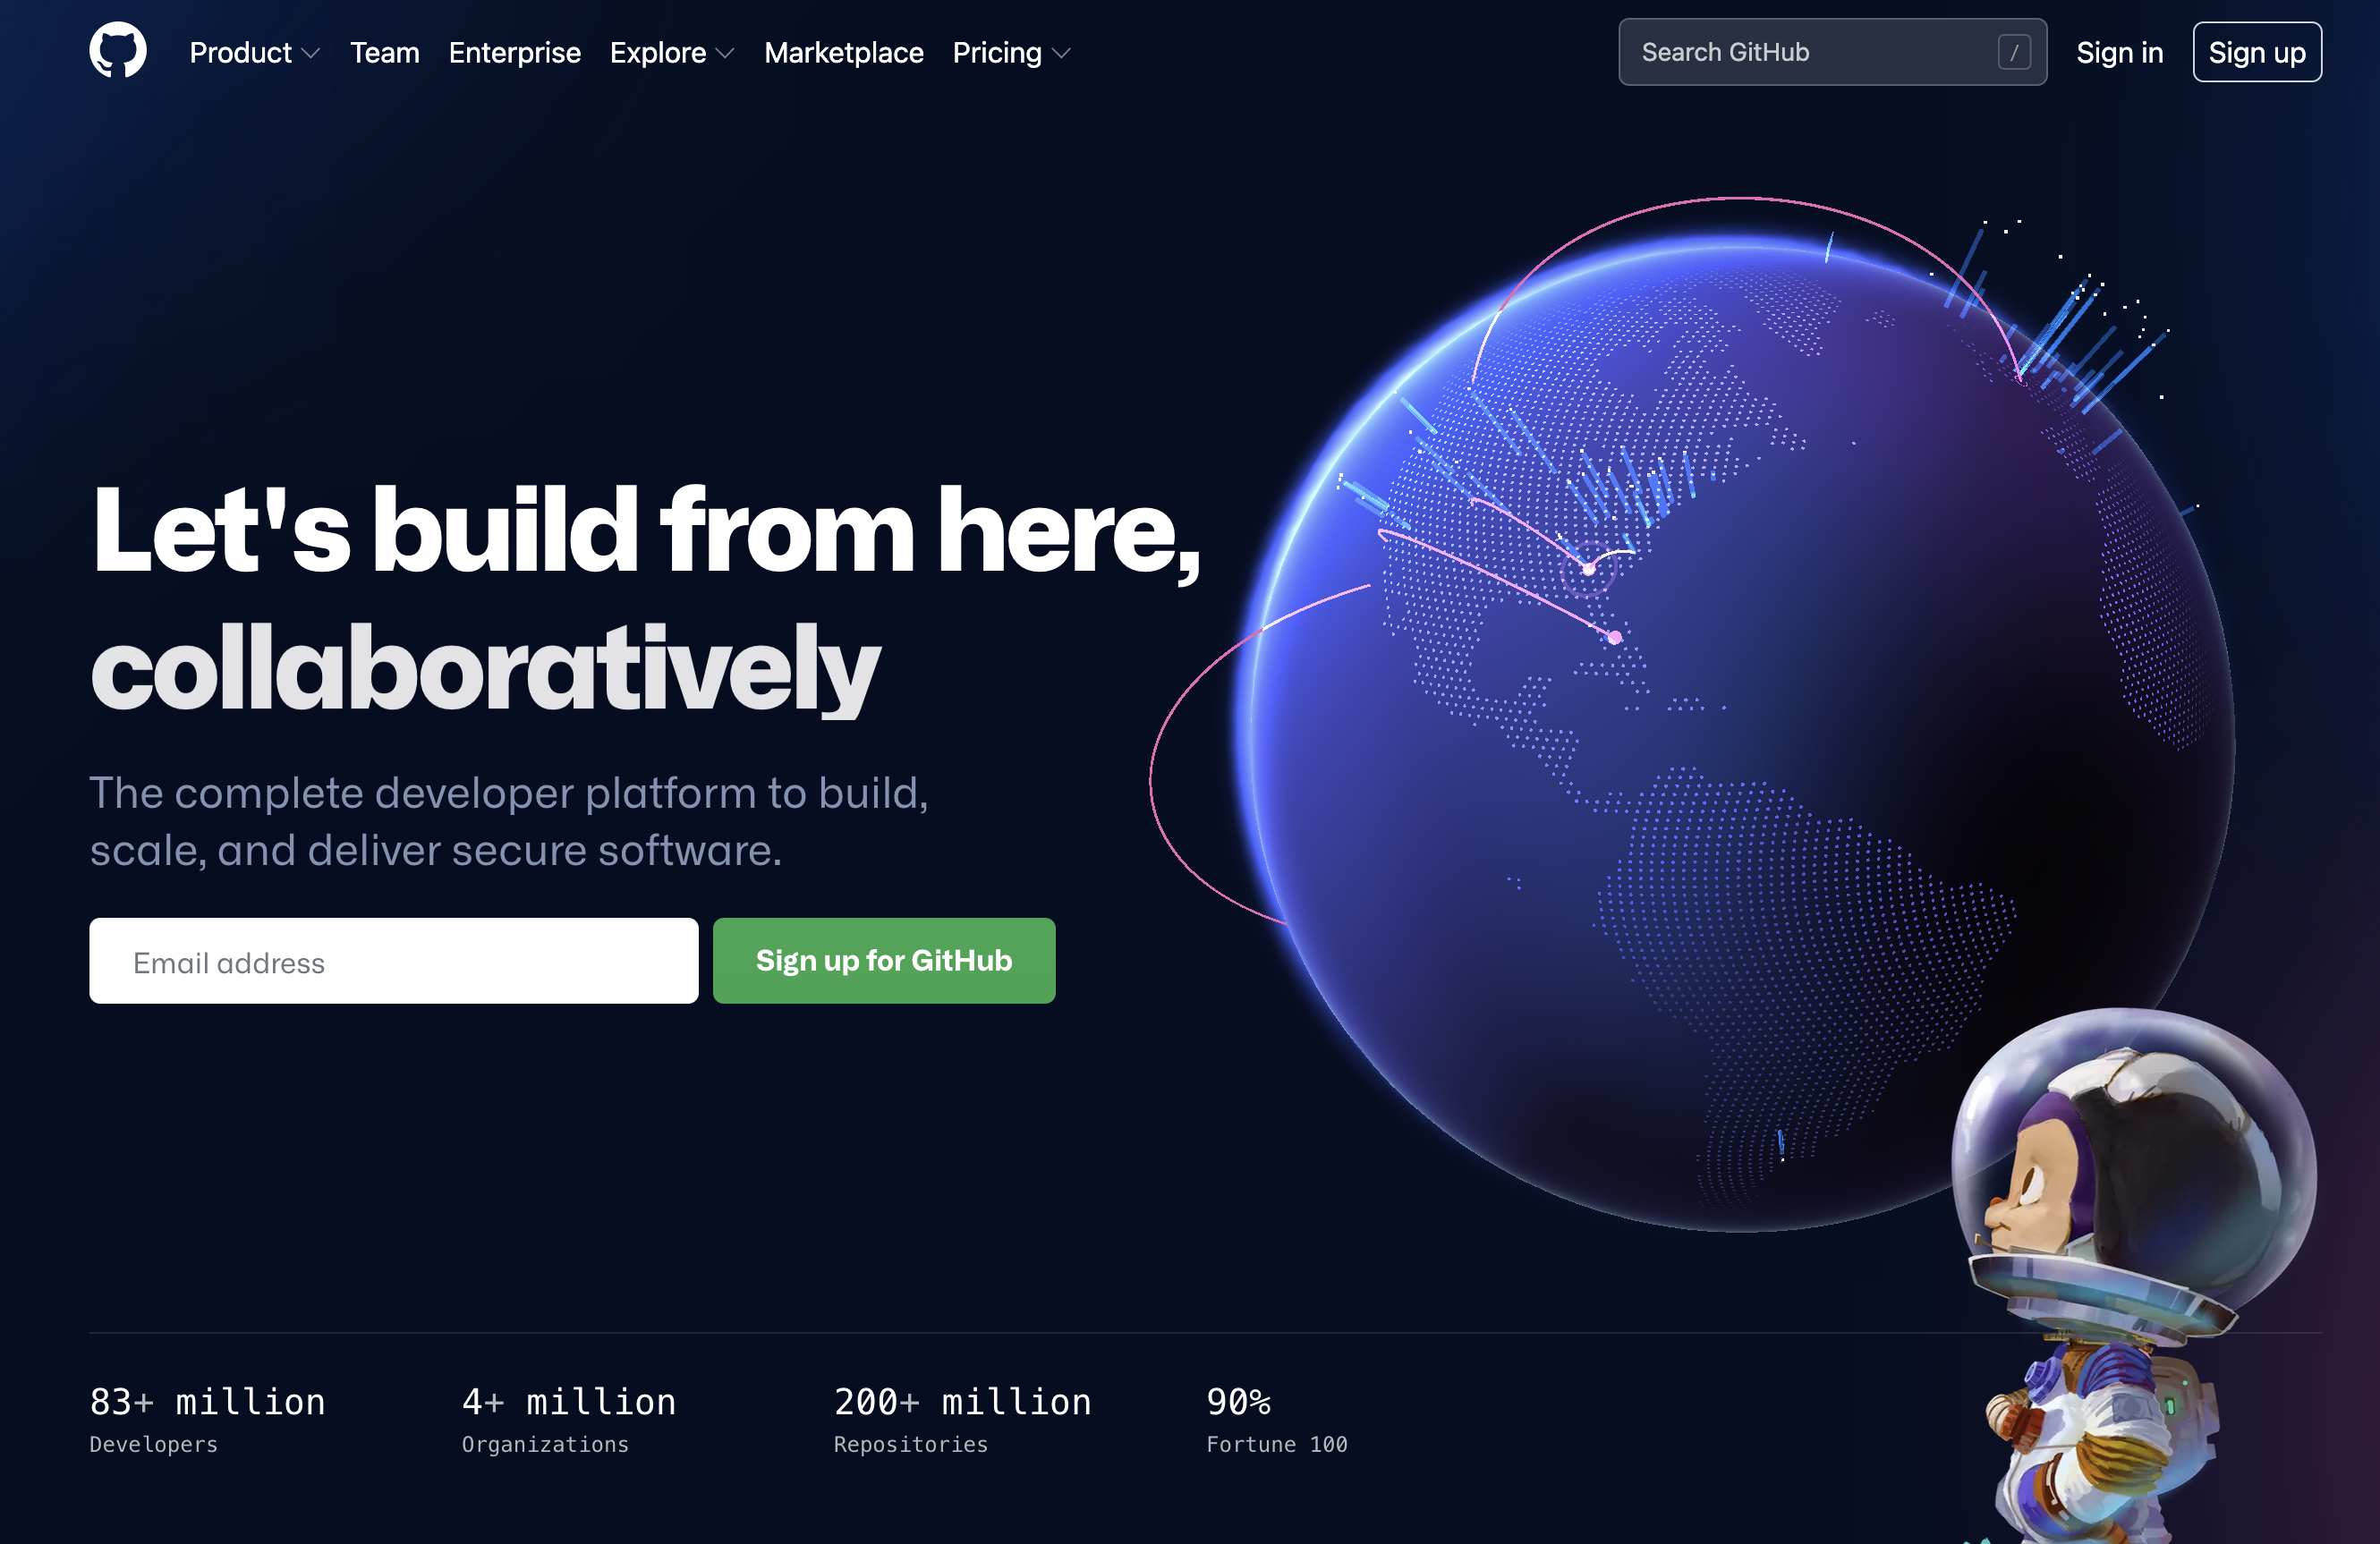 Product Team Enterprise Explore Marketplace Pricing
Search GitHub / Sign in Sign up
Let's build from here,
collaboratively
The complete developer platform to build,
scale, and deliver secure software.
Email address
Sign up for GitHub
83+ million
Developers
4+ million
Organizations
200+ million
Repositories
90%
Fortune 100